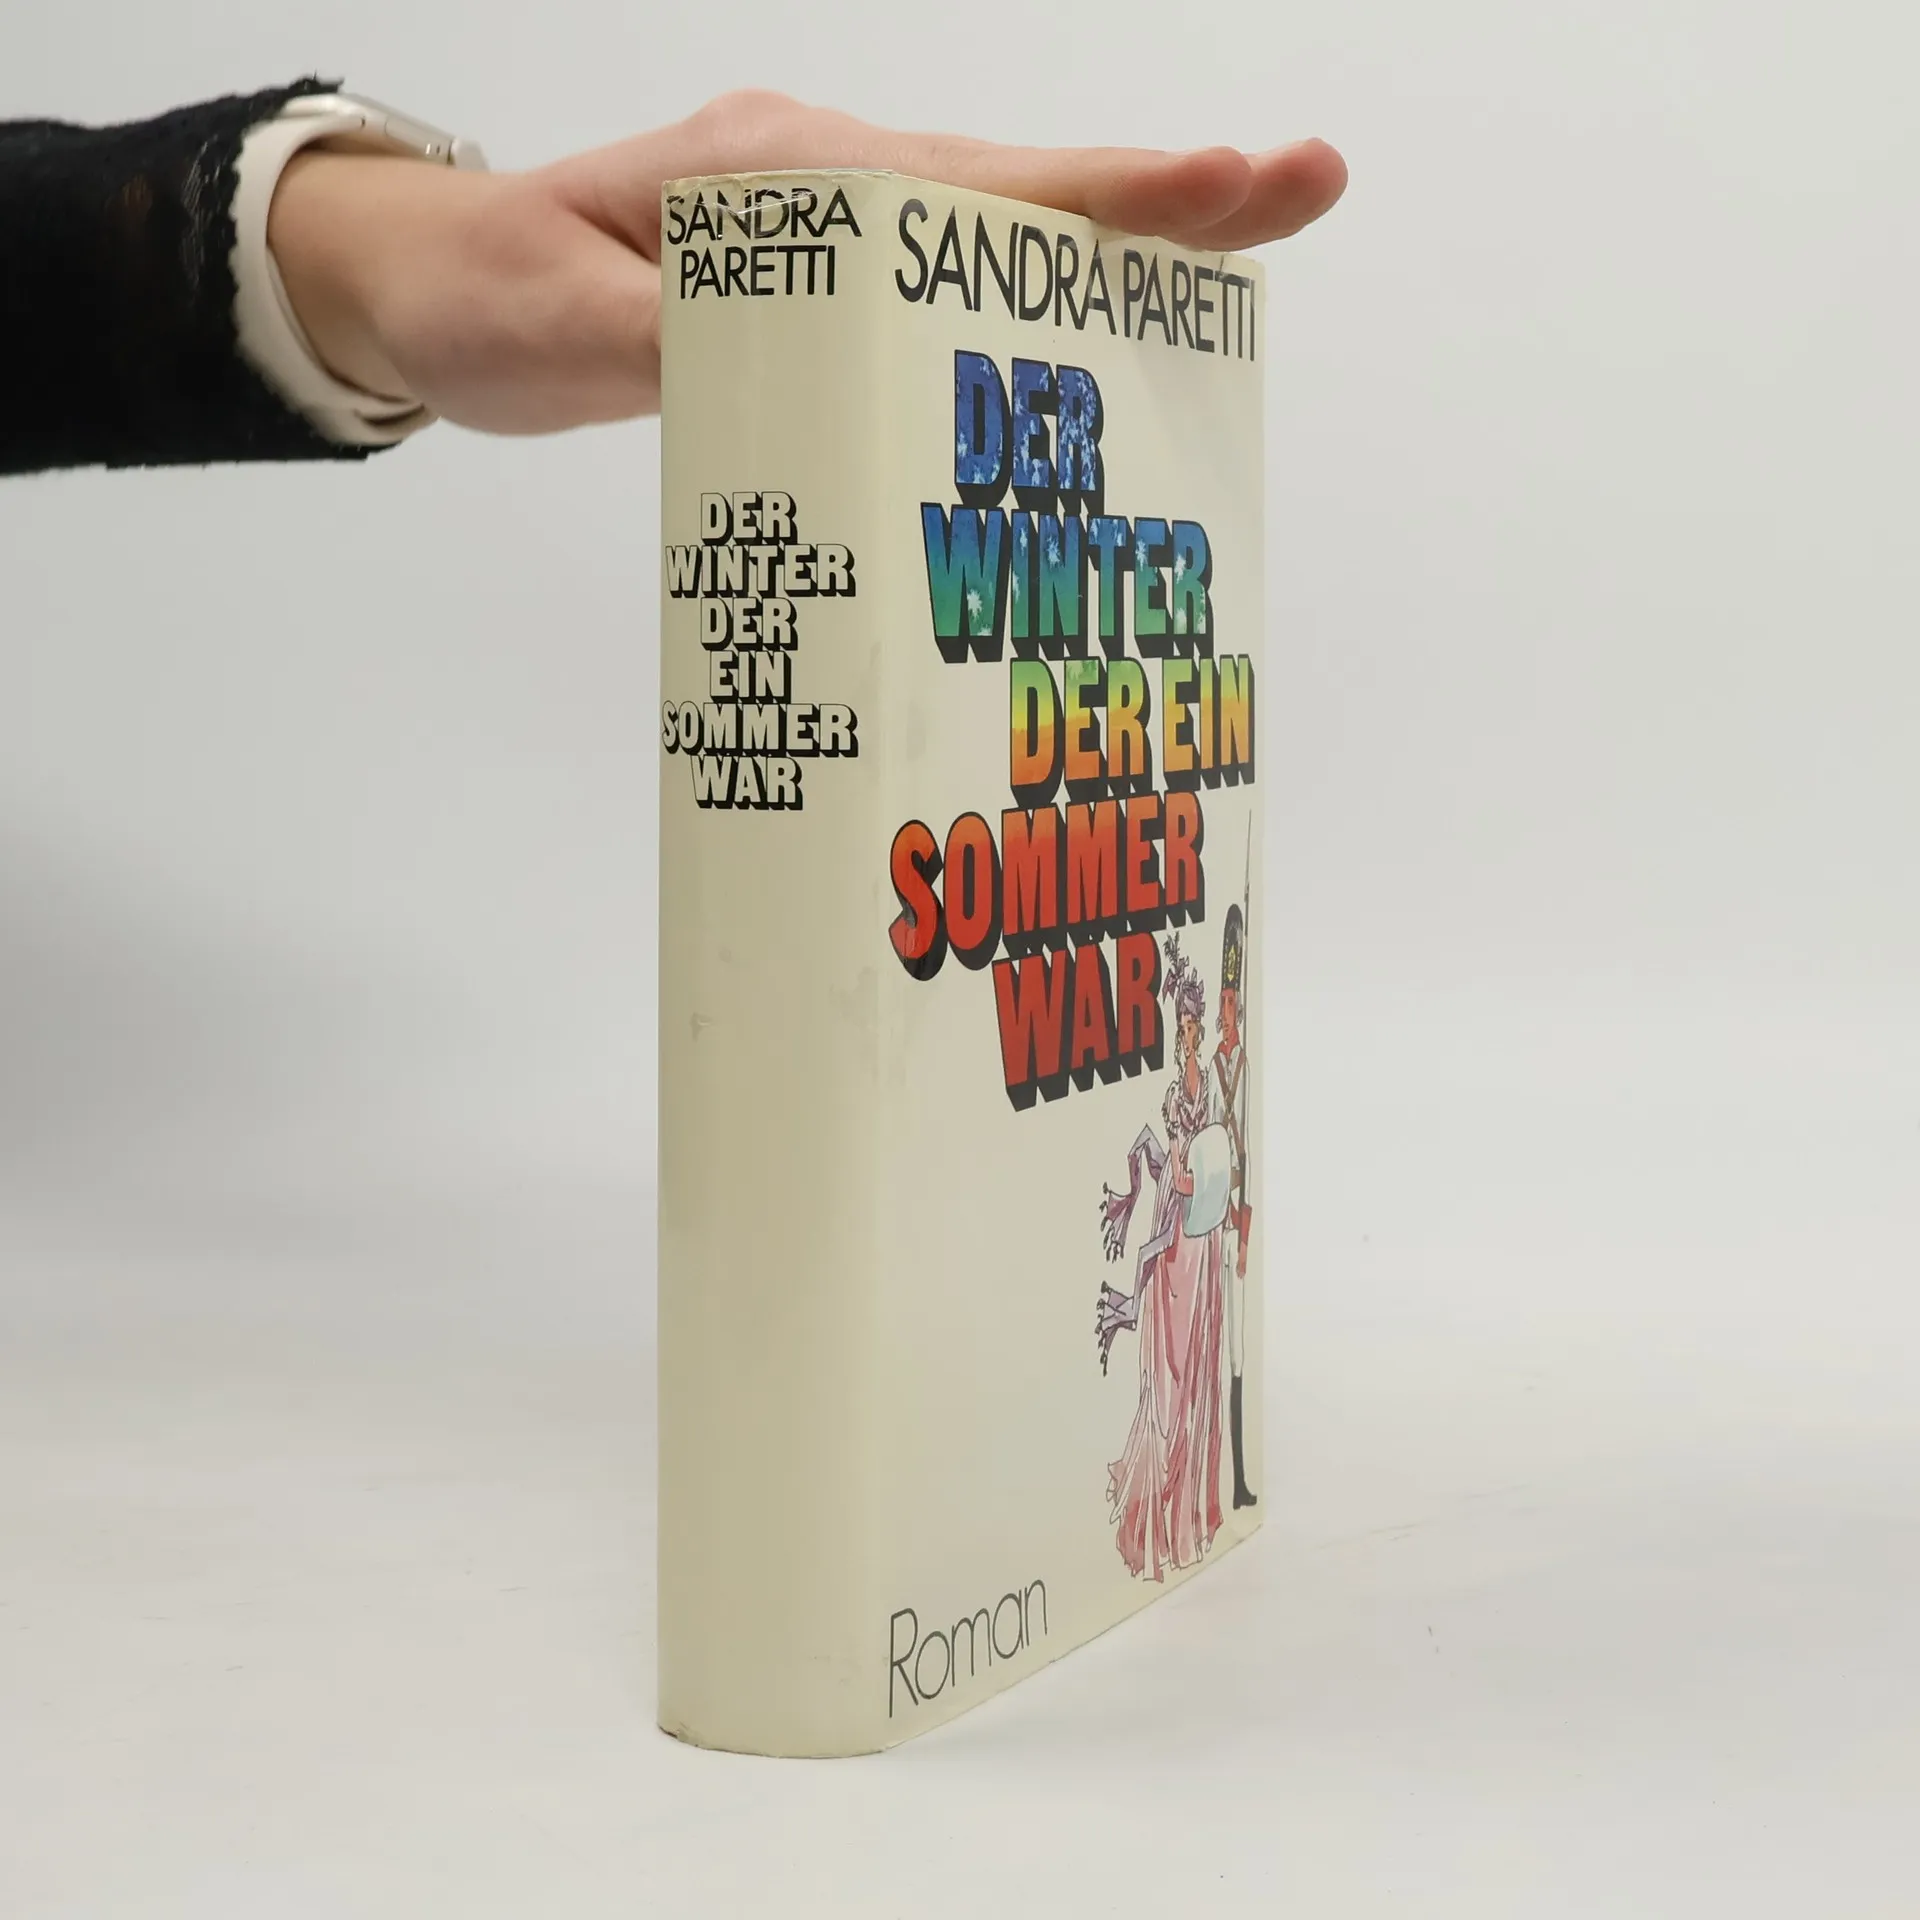 SANDRA
PARETTI
DER
WINTER
DER
EIN
SOMMER
WAR
SANDRA PARETTI
DER
WINTER
DER EIN
SOMMER
WAR
Roman